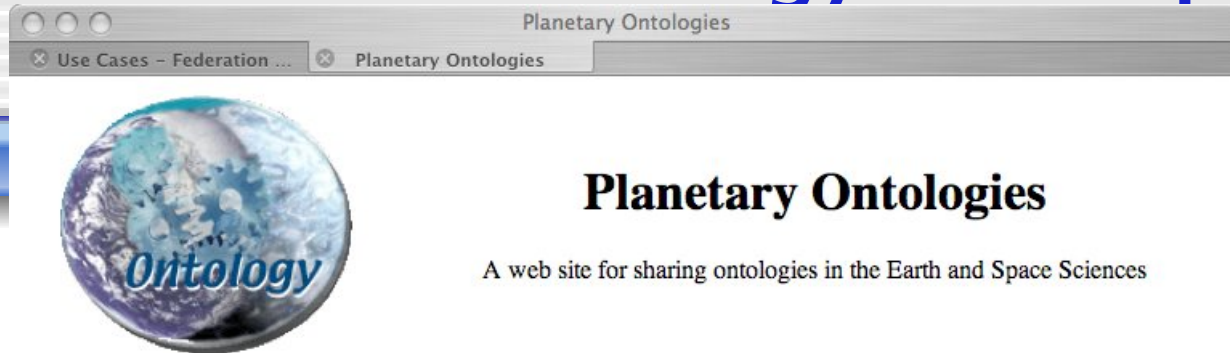 Planetary Ontologies
Use Cases – Federation ...
Planetary Ontologies
Ontology
Planetary Ontologies
A web site for sharing ontologies in the Earth and Space Sciences